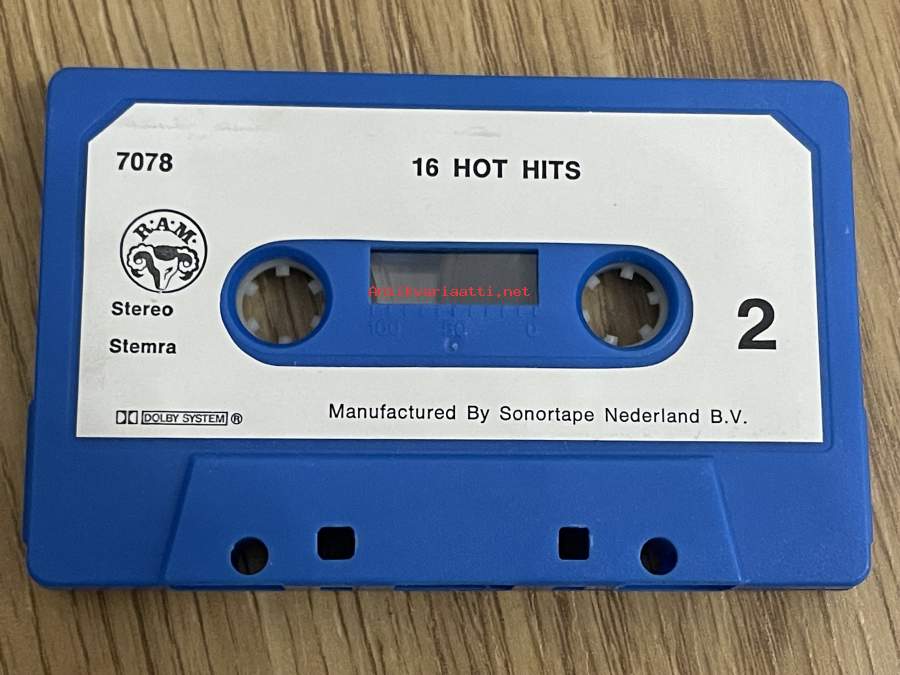 7078
16 HOT HITS
R.A.M.
Antikvariaatti.net
100 50 0
Stereo
2
Stemra
DOLBY SYSTEM ®
Manufactured By Sonortape Nederland B.V.